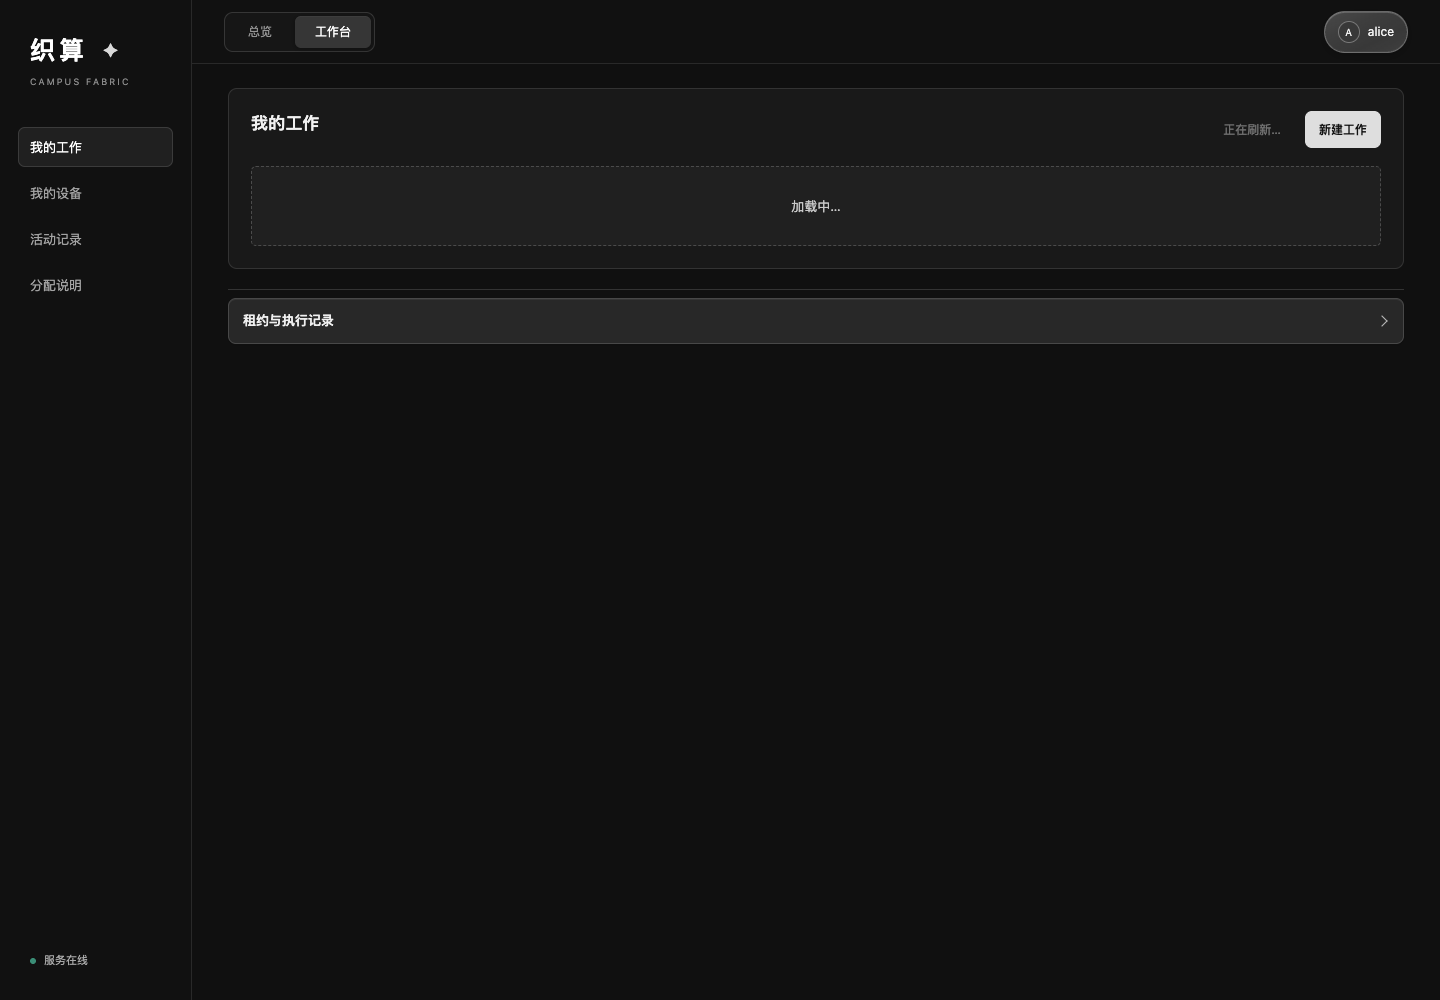 织算
CAMPUS FABRIC
我的工作
我的设备
活动记录
分配说明
服务在线
总览
工作台
A
alice
我的工作
正在刷新...
新建工作
加载中...
租约与执行记录